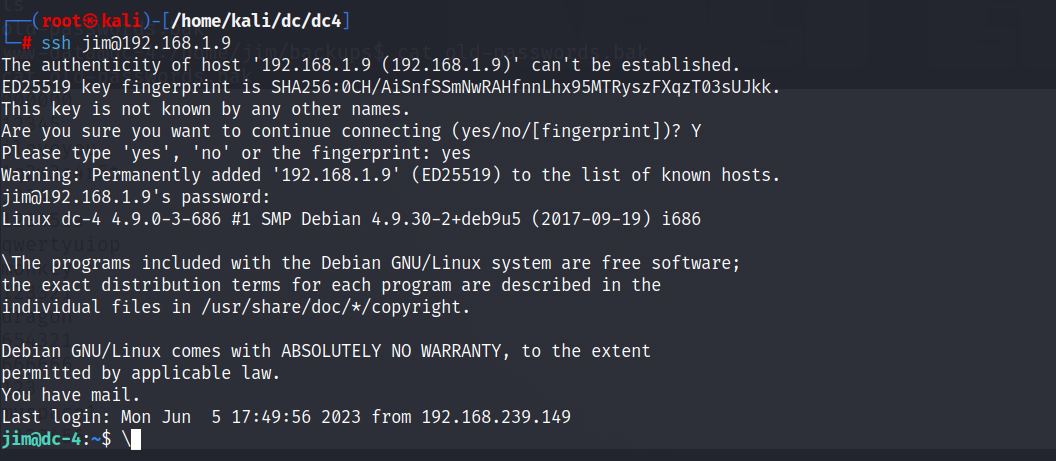 ┌──(root㉿kali)-[/home/kali/dc/dc4]
└─# ssh jim@192.168.1.9
The authenticity of host '192.168.1.9 (192.168.1.9)' can't be established.
ED25519 key fingerprint is SHA256:0CH/AiSnfSSmNwRAHfnnLhx95MTRyszFXqzT03sUJkk.
This key is not known by any other names.
Are you sure you want to continue connecting (yes/no/[fingerprint])? Y
Please type 'yes', 'no' or the fingerprint: yes
Warning: Permanently added '192.168.1.9' (ED25519) to the list of known hosts.
jim@192.168.1.9's password:
Linux dc-4 4.9.0-3-686 #1 SMP Debian 4.9.30-2+deb9u5 (2017-09-19) i686
qwertyuiop
\The programs included with the Debian GNU/Linux system are free software;
the exact distribution terms for each program are described in the
individual files in /usr/share/doc/*/copyright.
Debian GNU/Linux comes with ABSOLUTELY NO WARRANTY, to the extent
permitted by applicable law.
You have mail.
Last login: Mon Jun  5 17:49:56 2023 from 192.168.239.149
jim@dc-4:~$ \